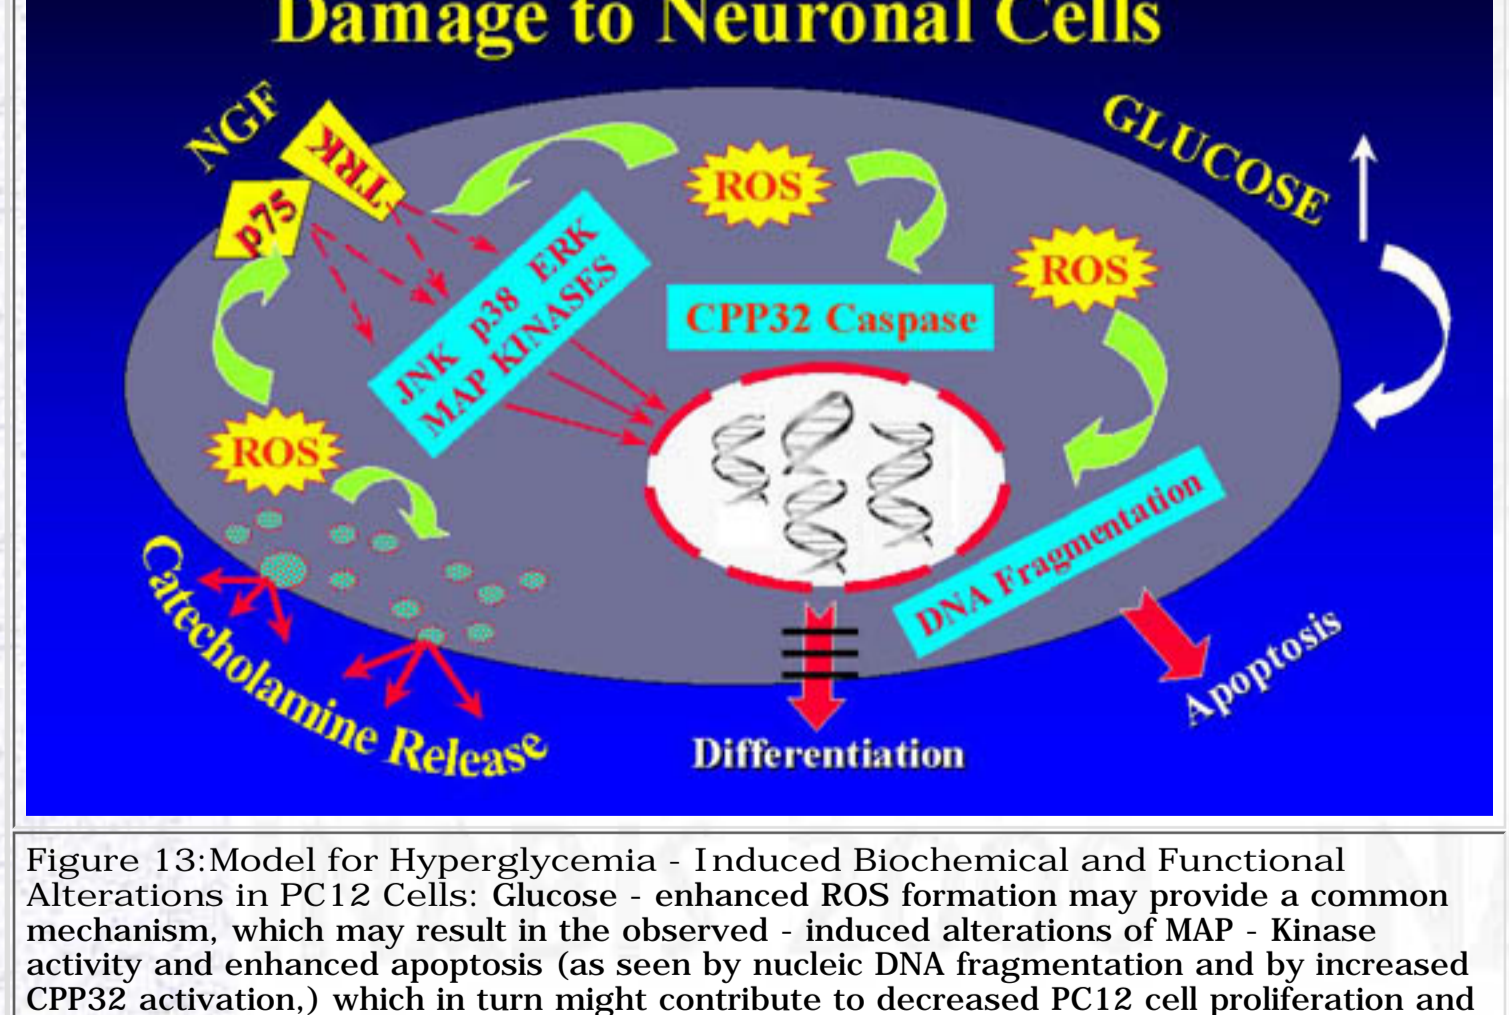 Damage to Neuronal Cells
NGF
TRK
p75
ROS
GLUCOSE
ROS
JNK p38 ERK
MAP KINASES
CPP32 Caspase
ROS
DNA Fragmentation
Catecholamine Release
Apoptosis
Differentiation
Figure 13:Model for Hyperglycemia - Induced Biochemical and Functional
Alterations in PC12 Cells: Glucose - enhanced ROS formation may provide a common
mechanism, which may result in the observed - induced alterations of MAP - Kinase
activity and enhanced apoptosis (as seen by nucleic DNA fragmentation and by increased
CPP32 activation,) which in turn might contribute to decreased PC12 cell proliferation and